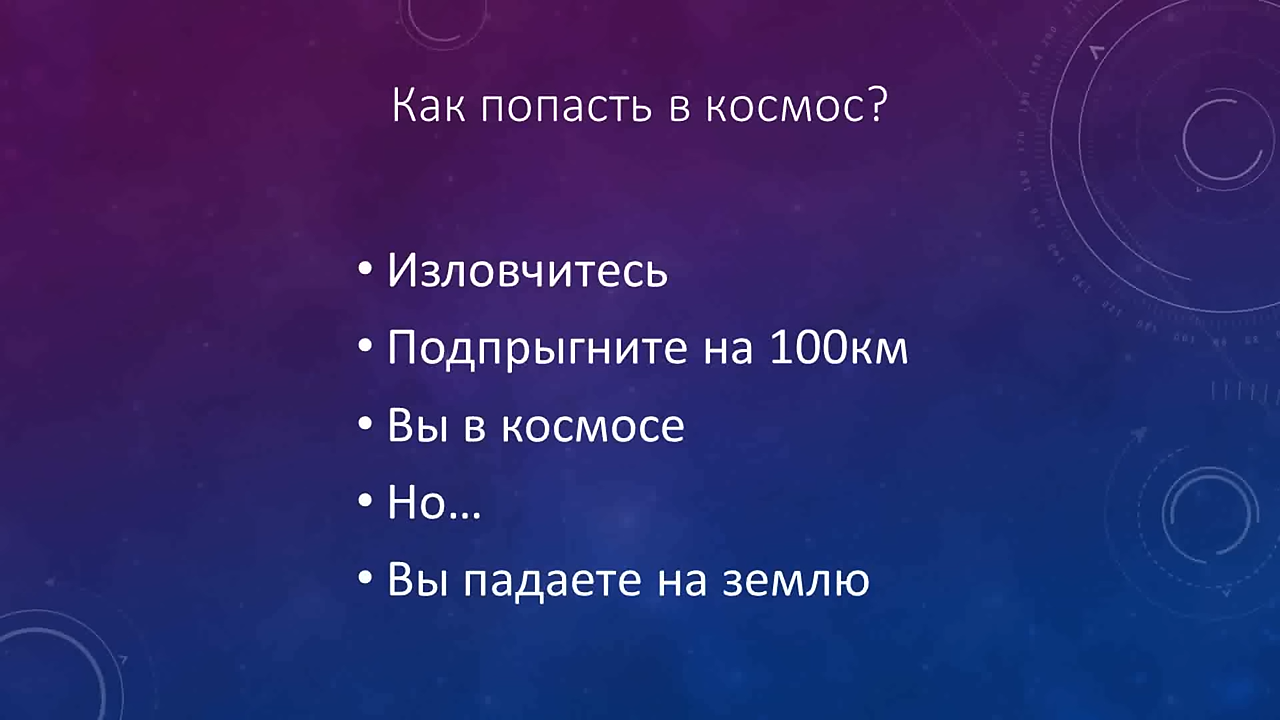 Как попасть в космос?
• Изловчитесь
• Подпрыгните на 100км
• Вы в космосе
• Но…
• Вы падаете на землю